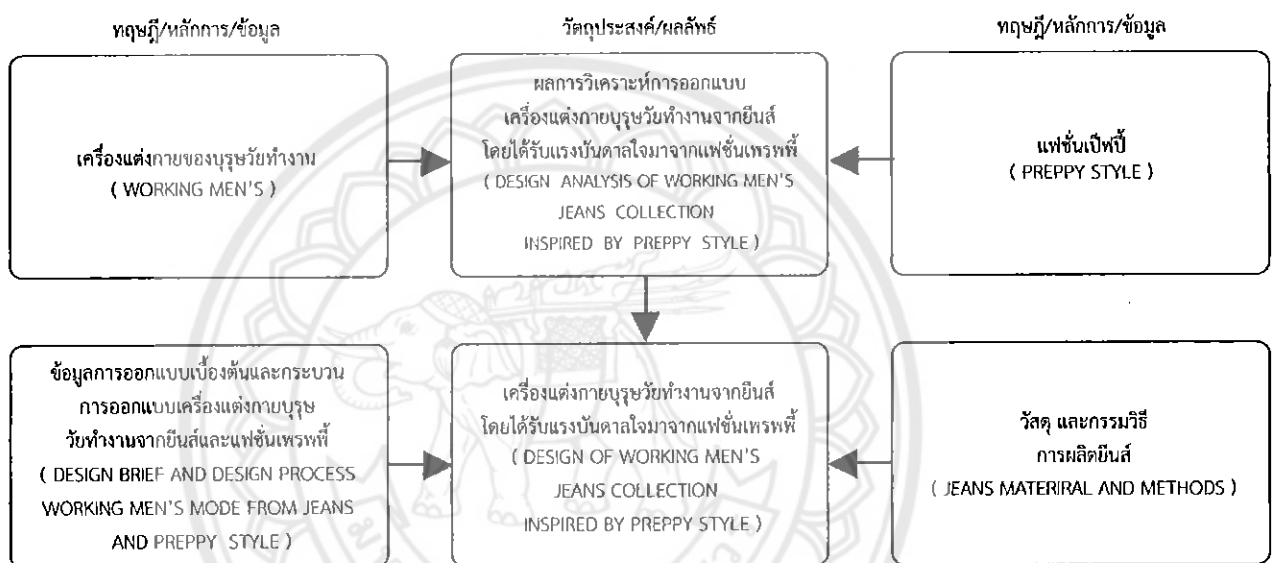 ทฤษฎี/หลักการ/ข้อมูล
วัตถุประสงค์/ผลลัพธ์
ทฤษฎี/หลักการ/ข้อมูล
เครื่องแต่งกายของบุรุษวัยทำงาน
( WORKING MEN'S )
ผลการวิเคราะห์การออกแบบ
เครื่องแต่งกายบุรุษวัยทำงานจากยีนส์
โดยได้รับแรงบันดาลใจมาจากแฟชั่นเพรพพี้
( DESIGN ANALYSIS OF WORKING MEN'S
JEANS COLLECTION
INSPIRED BY PREPPY STYLE )
แฟชั่นเป๊พปี้
( PREPPY STYLE )
ข้อมูลการออกแบบเบื้องต้นและกระบวน
การออกแบบเครื่องแต่งกายบุรุษ
วัยทำงานจากยีนส์และแฟชั่นเพรพพี้
( DESIGN BRIEF AND DESIGN PROCESS
WORKING MEN'S MODE FROM JEANS
AND PREPPY STYLE )
เครื่องแต่งกายบุรุษวัยทำงานจากยีนส์
โดยได้รับแรงบันดาลใจมาจากแฟชั่นเพรพพี้
( DESIGN OF WORKING MEN'S
JEANS COLLECTION
INSPIRED BY PREPPY STYLE )
วัสดุ และกรรมวิธี
การผลิตยีนส์
( JEANS MATERIRAL AND METHODS )